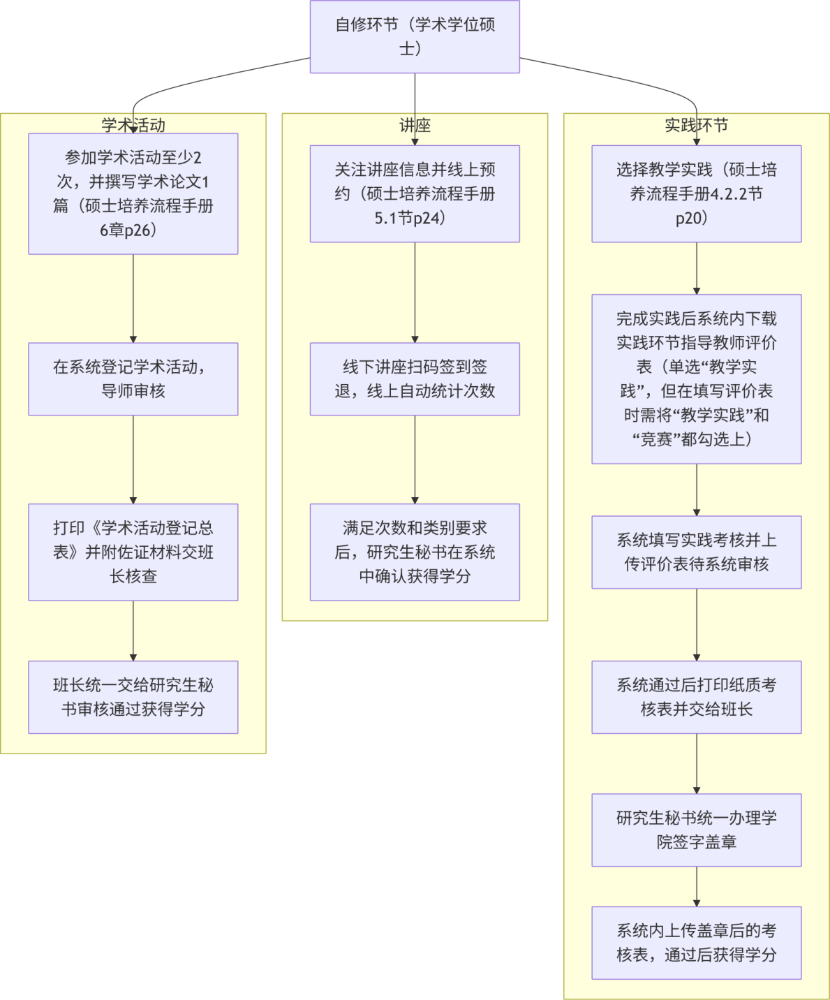 自修环节（学术学位硕
士）
学术活动
参加学术活动至少2
次，并撰写学术论文1
篇（硕士培养流程手册
6章p26）
在系统登记学术活动，
导师审核
打印《学术活动登记总
表》并附佐证材料交班
长核查
班长统一交给研究生秘
书审核通过获得学分
讲座
关注讲座信息并线上预
约（硕士培养流程手册
5.1节p24）
线下讲座扫码签到签
退，线上自动统计次数
满足次数和类别要求
后，研究生秘书在系统
中确认获得学分
实践环节
选择教学实践（硕士培
养流程手册4.2.2节
p20）
完成实践后系统内下载
实践环节指导教师评价
表（单选“教学实
践”，但在填写评价表
时需将“教学实践”和
“竞赛”都勾选上）
系统填写实践考核并上
传评价表待系统审核
系统通过后打印纸质考
核表并交给班长
研究生秘书统一办理学
院签字盖章
系统内上传盖章后的考
核表，通过后获得学分